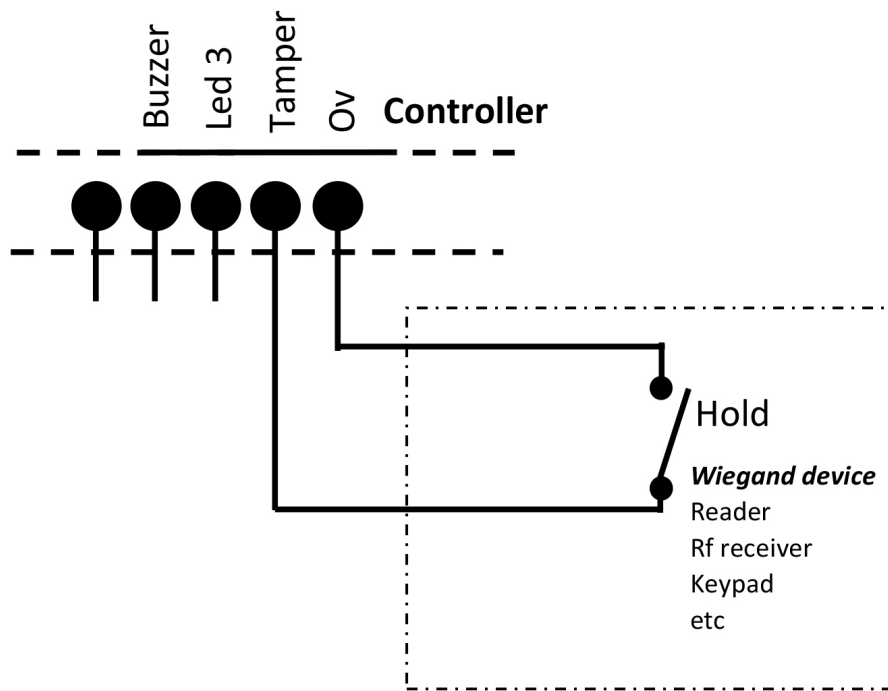 Buzzer
Led 3
Tamper
Ov
Controller
Hold
Wiegand device
Reader
Rf receiver
Keypad
etc